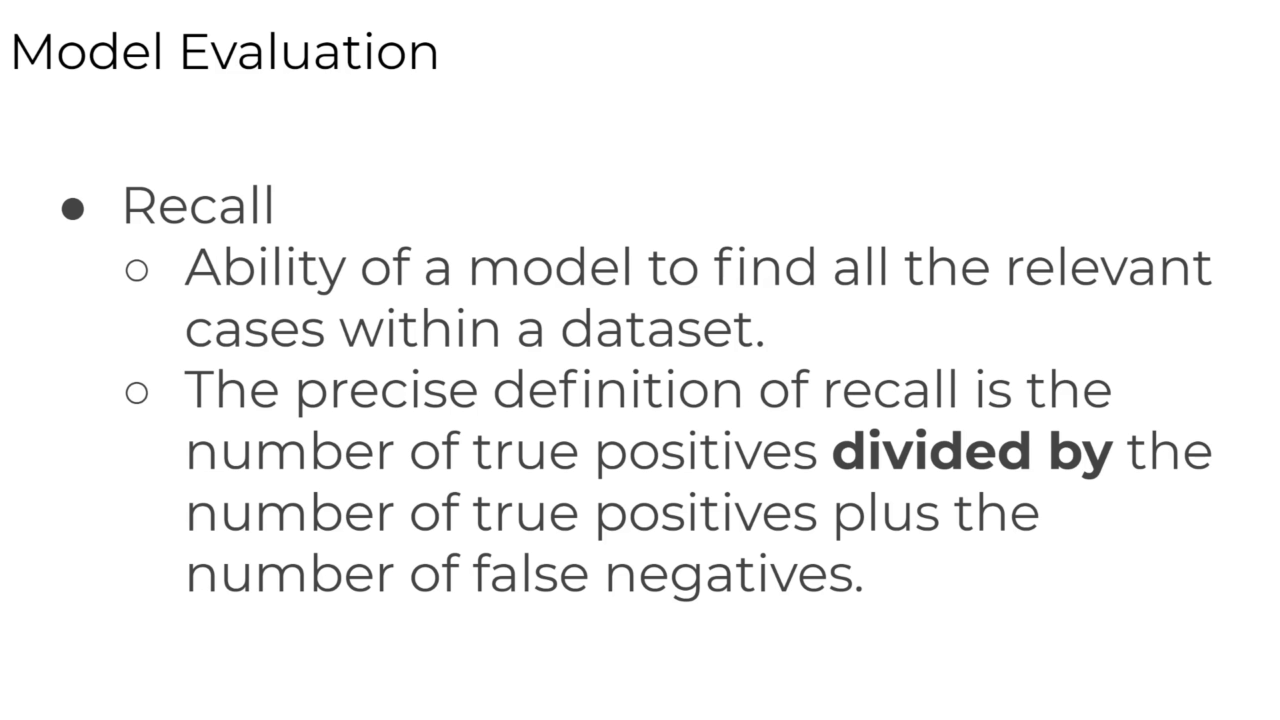 Model Evaluation
● Recall
○ Ability of a model to find all the relevant
cases within a dataset.
○ The precise definition of recall is the
number of true positives divided by the
number of true positives plus the
number of false negatives.